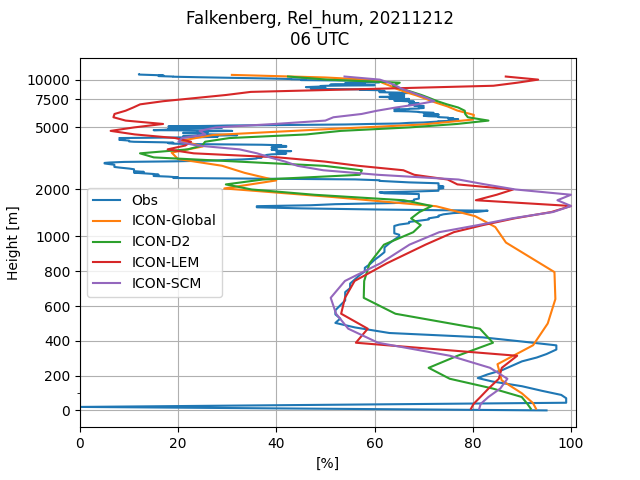 Falkenberg, Rel_hum, 20211212
06 UTC
Height [m]
10000
7500
5000
2000
1000
800
600
400
200
0
Obs
ICON-Global
ICON-D2
ICON-LEM
ICON-SCM
0 20 40 60 80 100
[%]